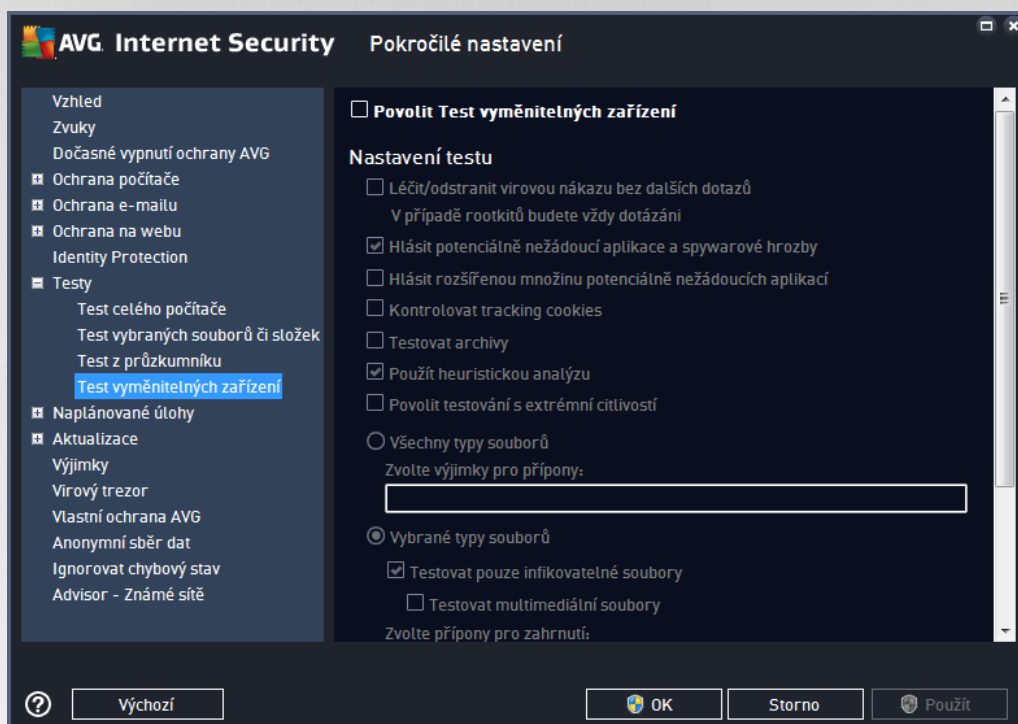 AVG. Internet Security Pokročilé nastavení
Vzhled
Zvuky
Dočasné vypnutí ochrany AVG
Ochrana počítače
Ochrana e-mailu
Ochrana na webu
Identity Protection
Testy
Test celého počítače
Test vybraných souborů či složek
Test z průzkumníku
Test vyměnitelných zařízení
Naplánované úlohy
Aktualizace
Výjimky
Virový trezor
Vlastní ochrana AVG
Anonymní sběr dat
Ignorovat chybový stav
Advisor - Známé sítě
Povolit Test vyměnitelných zařízení
Nastavení testu
Léčit/odstranit virovou nákazu bez dalších dotazů
V případě rootkitů budete vždy dotázáni
Hlásit potenciálně nežádoucí aplikace a spywarové hrozby
Hlásit rozšířenou množinu potenciálně nežádoucích aplikací
Kontrolovat tracking cookies
Testovat archivy
Použít heuristickou analýzu
Povolit testování s extrémní citlivostí
Všechny typy souborů
Zvolte výjimky pro přípony:
Vybrané typy souborů
Testovat pouze infikovatelné soubory
Testovat multimediální soubory
Zvolte přípony pro zahrnutí:
? Výchozí OK Storno Použít